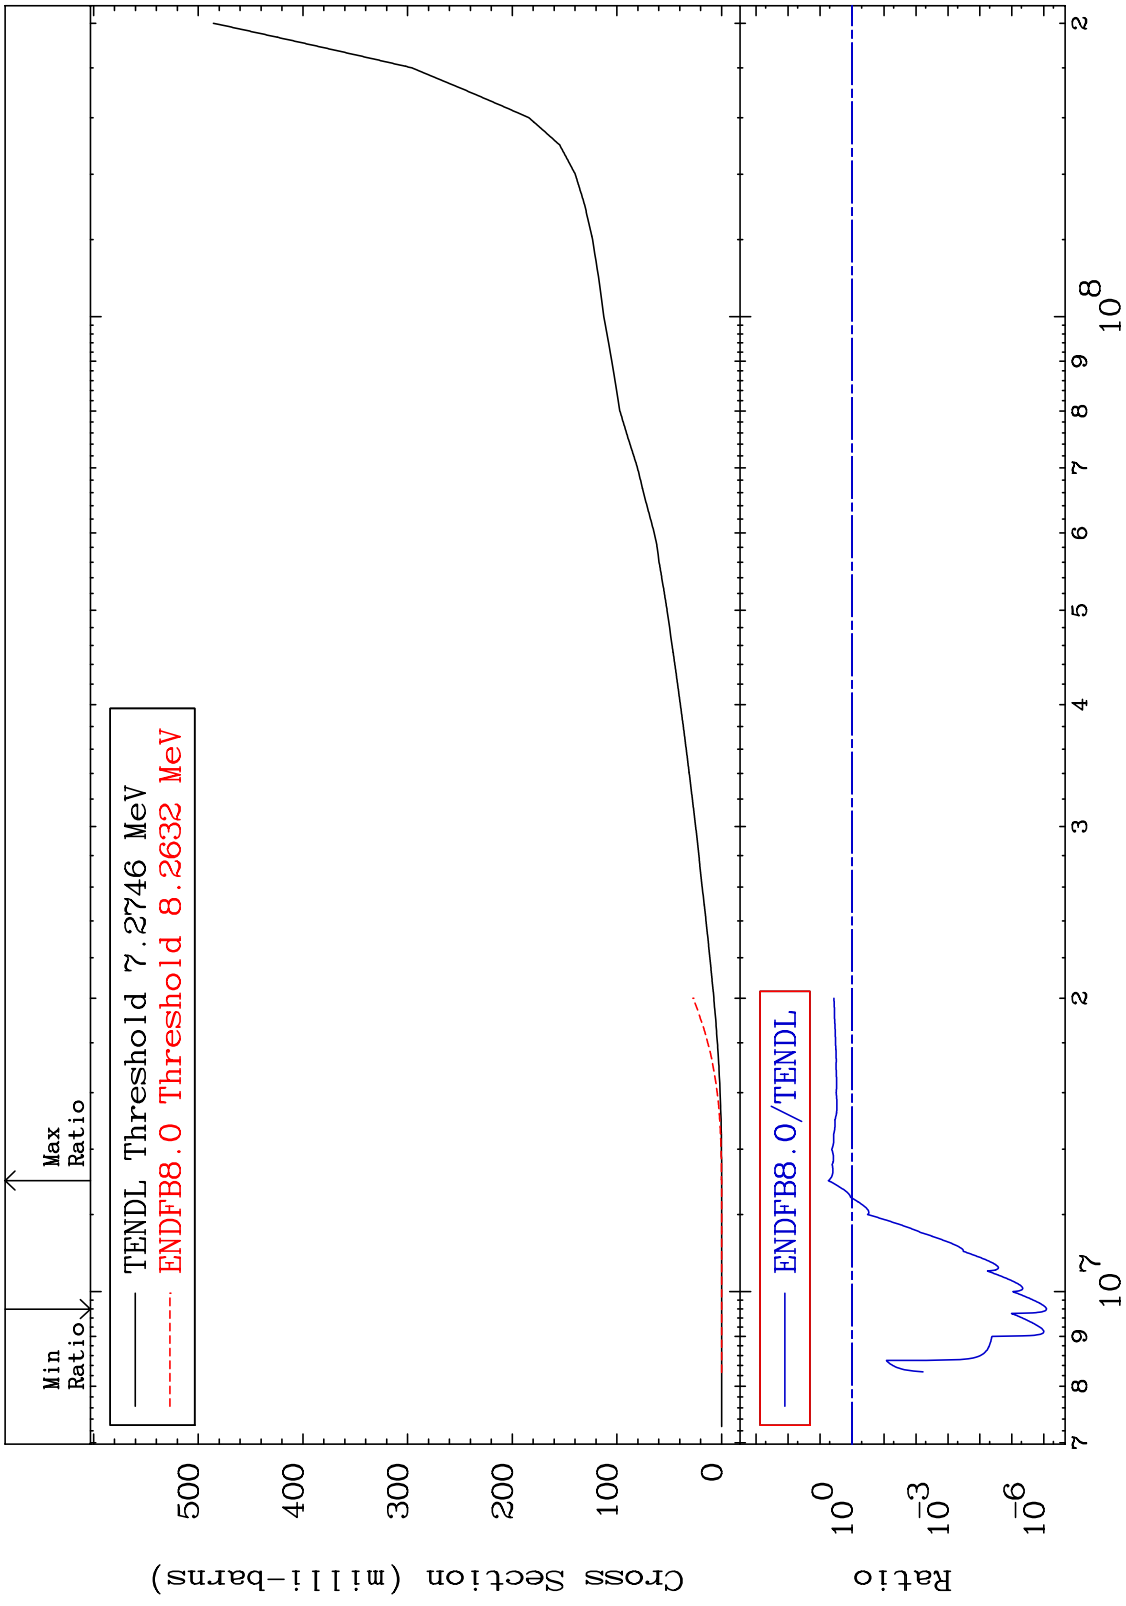 Min
Ratio
Max
Ratio
TENDL Threshold 7.2746 MeV
ENDFB8.0 Threshold 8.2632 MeV
Cross Section (milli-barns)
500
400
300
200
100
0
ENDFB8.0/TENDL
Ratio
10^0
10^-3
10^-6
7
8
9
10^7
2
3
4
5
6
7
8
9
10^8
2